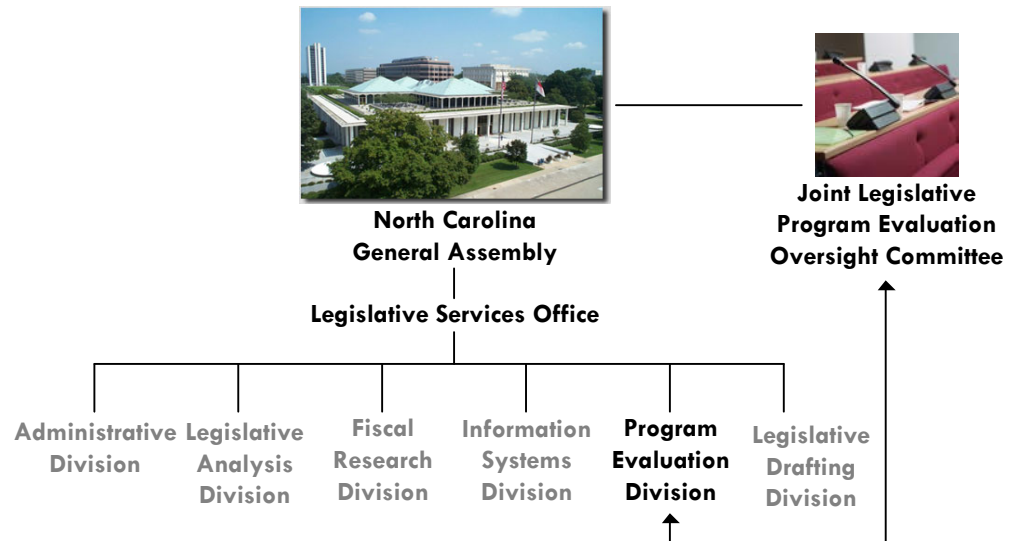 North Carolina
General Assembly
Joint Legislative
Program Evaluation
Oversight Committee
Legislative Services Office
Administrative
Division
Legislative
Analysis
Division
Fiscal
Research
Division
Information
Systems
Division
Program
Evaluation
Division
Legislative
Drafting
Division